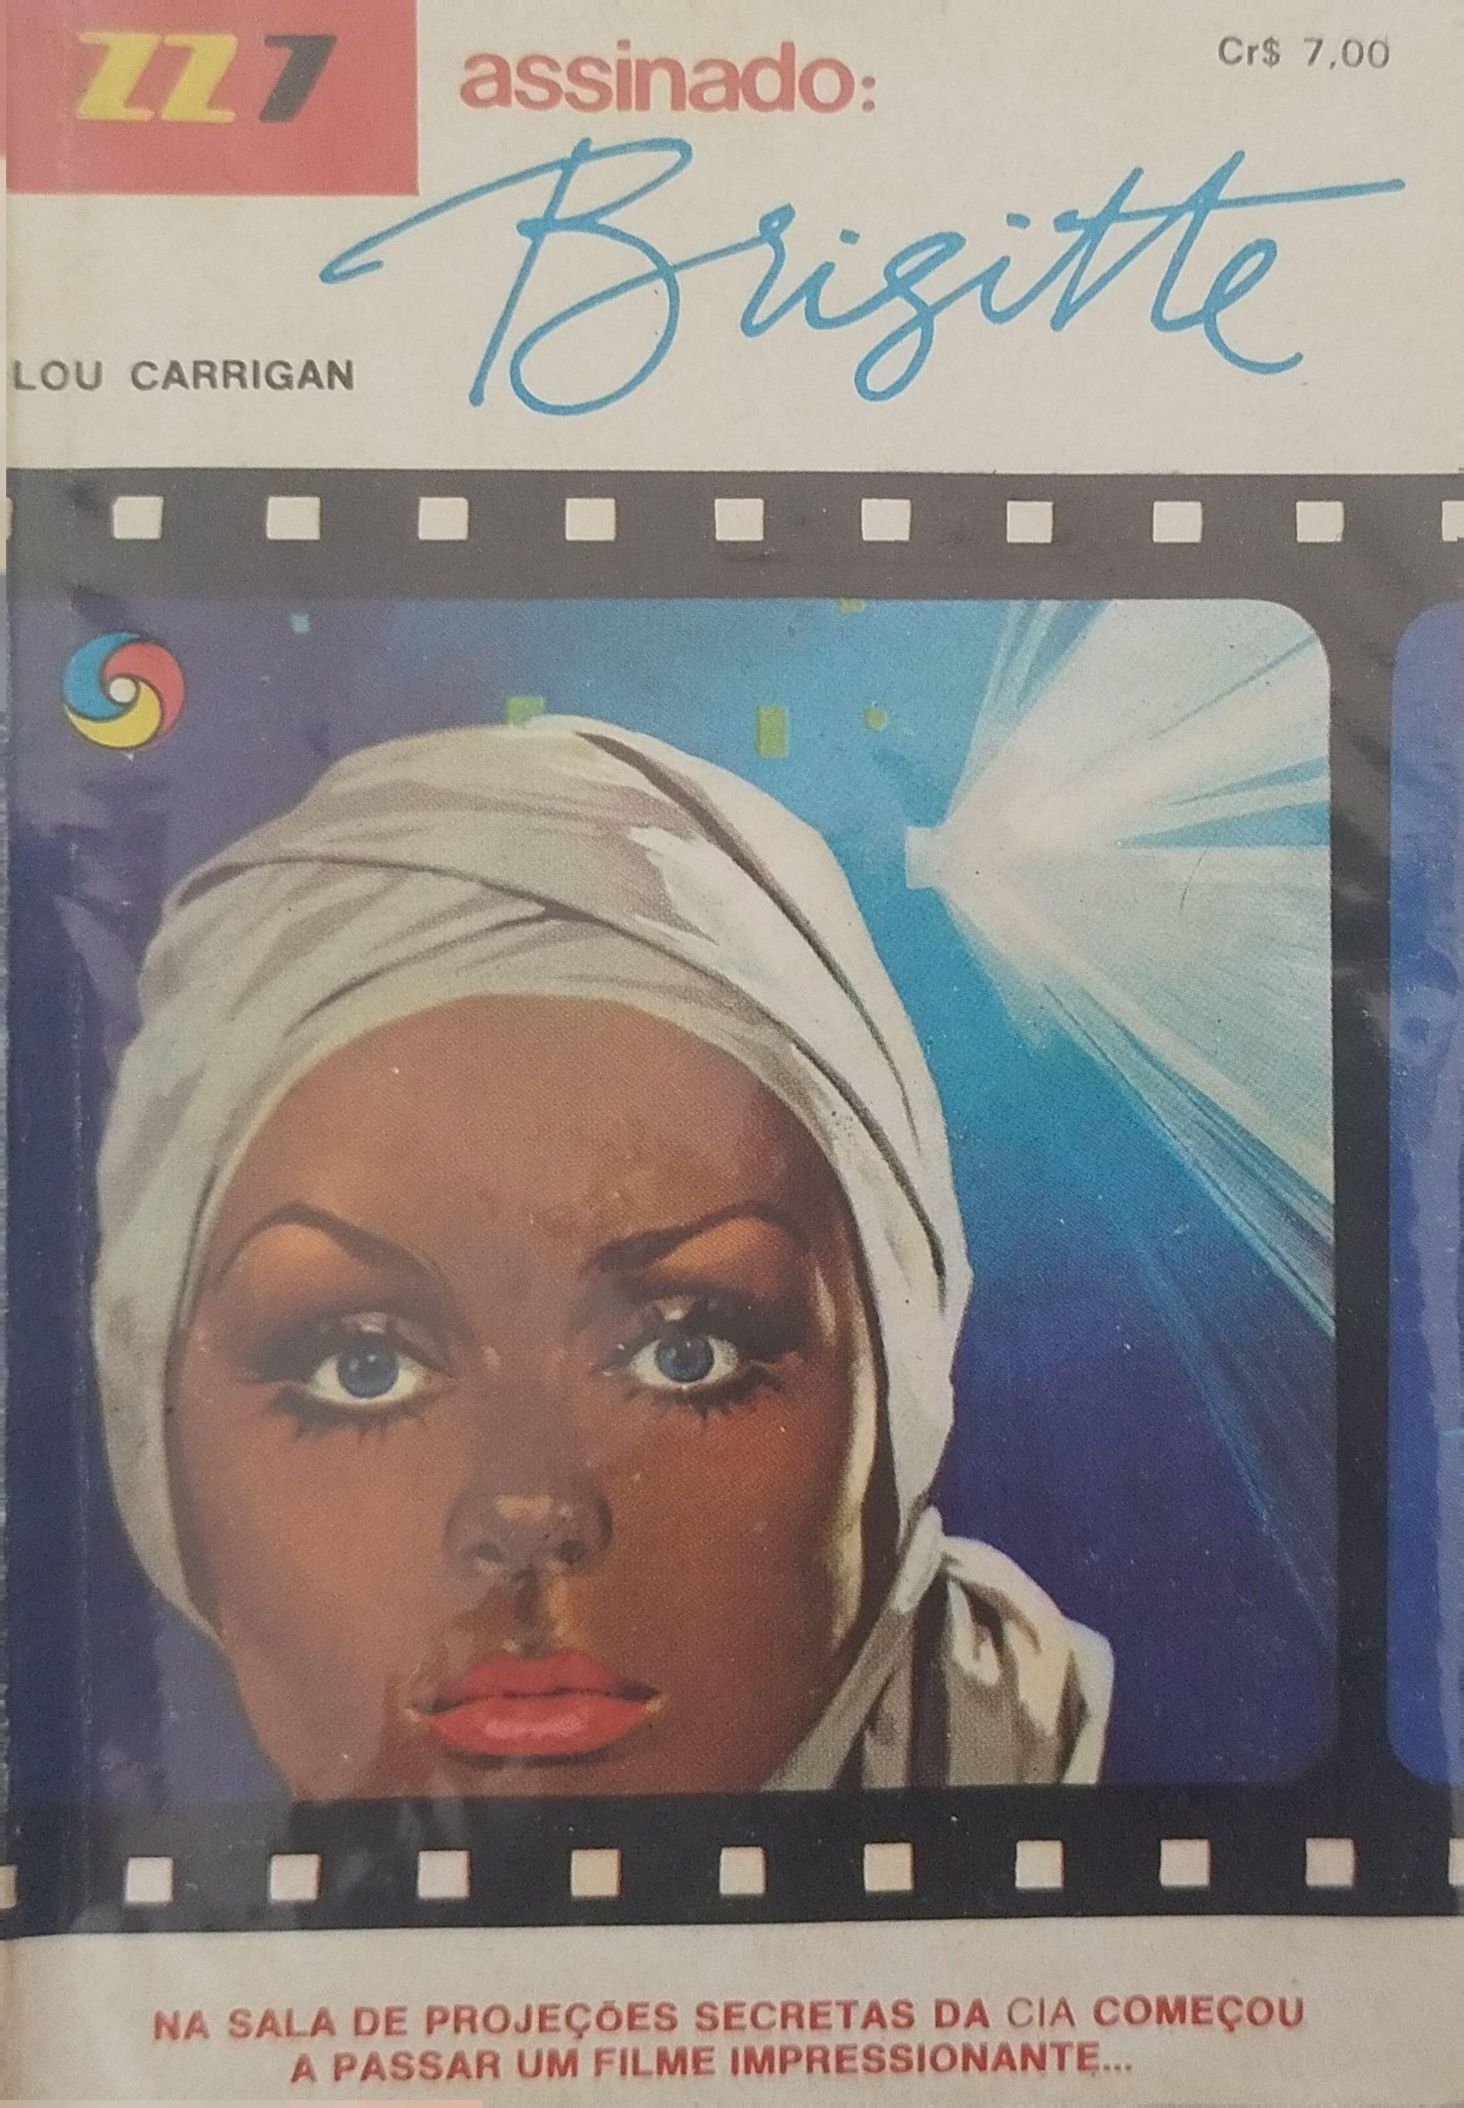 ZZ7
assinado:
Cr$ 7,00
Brigitte
LOU CARRIGAN
NA SALA DE PROJEÇÕES SECRETAS DA CIA COMEÇOU
A PASSAR UM FILME IMPRESSIONANTE...